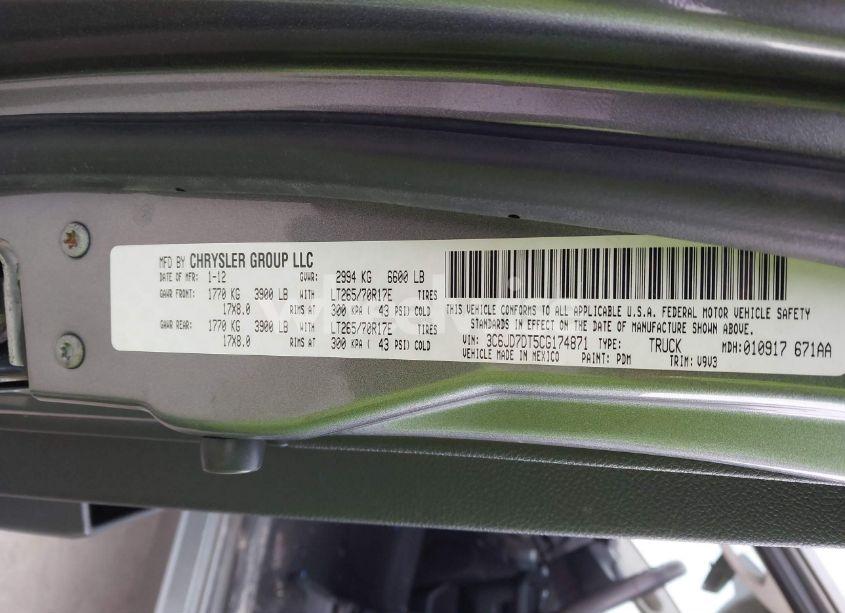 MFD BY CHRYSLER GROUP LLC
DATE OF MFR: 1-12 GVWR: 2994 KG 6600 LB
GAWR FRONT: 1770 KG 3900 LB WITH LT265/70R17E TIRES
17X8.0 RIMS AT 300 KPA ( 43 PSI) COLD
GAWR REAR: 1770 KG 3900 LB WITH LT265/70R17E TIRES
17X8.0 RIMS AT 300 KPA ( 43 PSI) COLD
THIS VEHICLE CONFORMS TO ALL APPLICABLE U.S.A. FEDERAL MOTOR VEHICLE SAFETY
STANDARDS IN EFFECT ON THE DATE OF MANUFACTURE SHOWN ABOVE.
VIN: 3C6JD7DT5CG174871 TYPE: TRUCK MDH: 010917 671AA
VEHICLE MADE IN MEXICO PAINT: PDM TRIM: V9V3